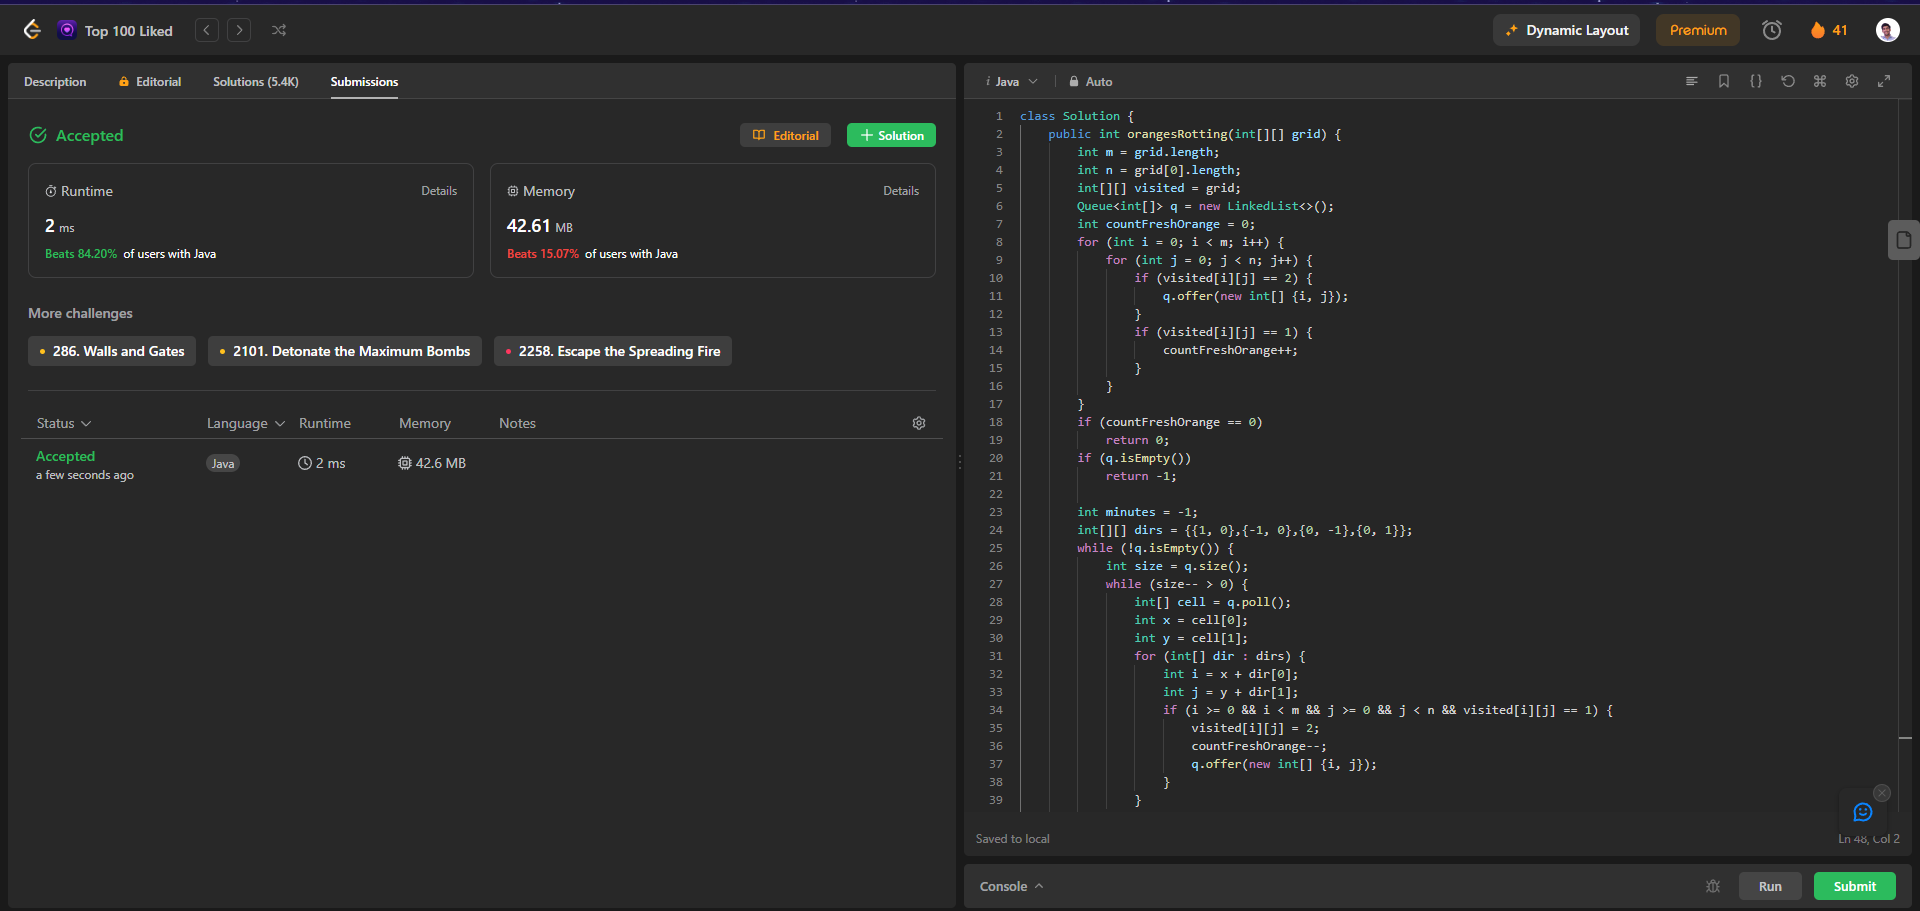 Top 100 Liked
Dynamic Layout
Premium
41
Description
Editorial
Solutions (5.4K)
Submissions
Accepted
Editorial
+ Solution
Runtime
Details
2 ms
Beats 84.20% of users with Java
Memory
Details
42.61 MB
Beats 15.07% of users with Java
More challenges
286. Walls and Gates
2101. Detonate the Maximum Bombs
2258. Escape the Spreading Fire
Status
Language
Runtime
Memory
Notes
Accepted
a few seconds ago
Java
2 ms
42.6 MB
i Java
Auto
1 class Solution {
2     public int orangesRotting(int[][] grid) {
3         int m = grid.length;
4         int n = grid[0].length;
5         int[][] visited = grid;
6         Queue<int[]> q = new LinkedList<>();
7         int countFreshOrange = 0;
8         for (int i = 0; i < m; i++) {
9             for (int j = 0; j < n; j++) {
10                 if (visited[i][j] == 2) {
11                     q.offer(new int[] {i, j});
12                 }
13                 if (visited[i][j] == 1) {
14                     countFreshOrange++;
15                 }
16             }
17         }
18         if (countFreshOrange == 0)
19             return 0;
20         if (q.isEmpty())
21             return -1;
22
23         int minutes = -1;
24         int[][] dirs = {{1, 0},{-1, 0},{0, -1},{0, 1}};
25         while (!q.isEmpty()) {
26             int size = q.size();
27             while (size-- > 0) {
28                 int[] cell = q.poll();
29                 int x = cell[0];
30                 int y = cell[1];
31                 for (int[] dir : dirs) {
32                     int i = x + dir[0];
33                     int j = y + dir[1];
34                     if (i >= 0 && i < m && j >= 0 && j < n && visited[i][j] == 1) {
35                         visited[i][j] = 2;
36                         countFreshOrange--;
37                         q.offer(new int[] {i, j});
38                     }
39                 }
Saved to local
Ln 48, Col 2
Console
Run
Submit